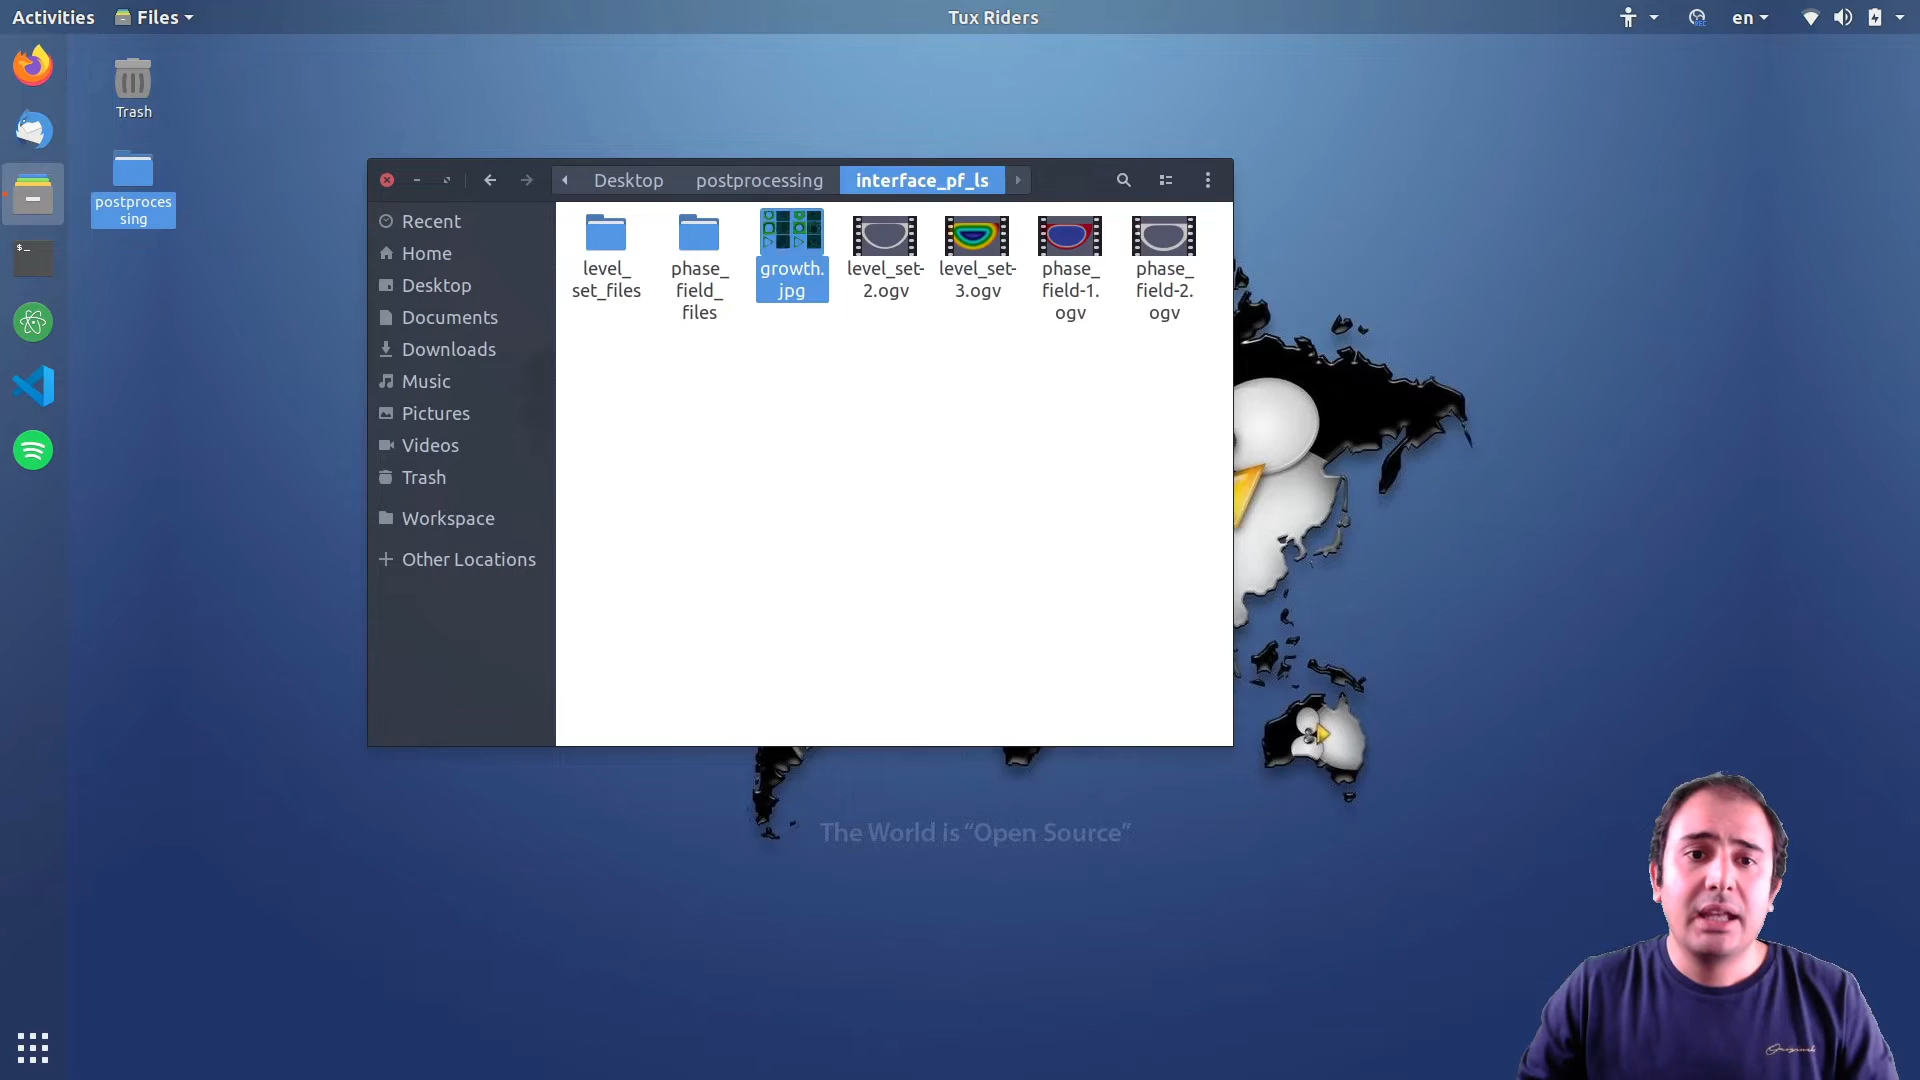 Activities
Files
Tux Riders
en
Trash
postproces
sing
Desktop
postprocessing
interface_pf_ls
Recent
Home
Desktop
Documents
Downloads
Music
Pictures
Videos
Trash
Workspace
Other Locations
level_
set_files
phase_
field_
files
growth.
jpg
level_set-
2.ogv
level_set-
3.ogv
phase_
field-1.
ogv
phase_
field-2.
ogv
The World is “Open Source”